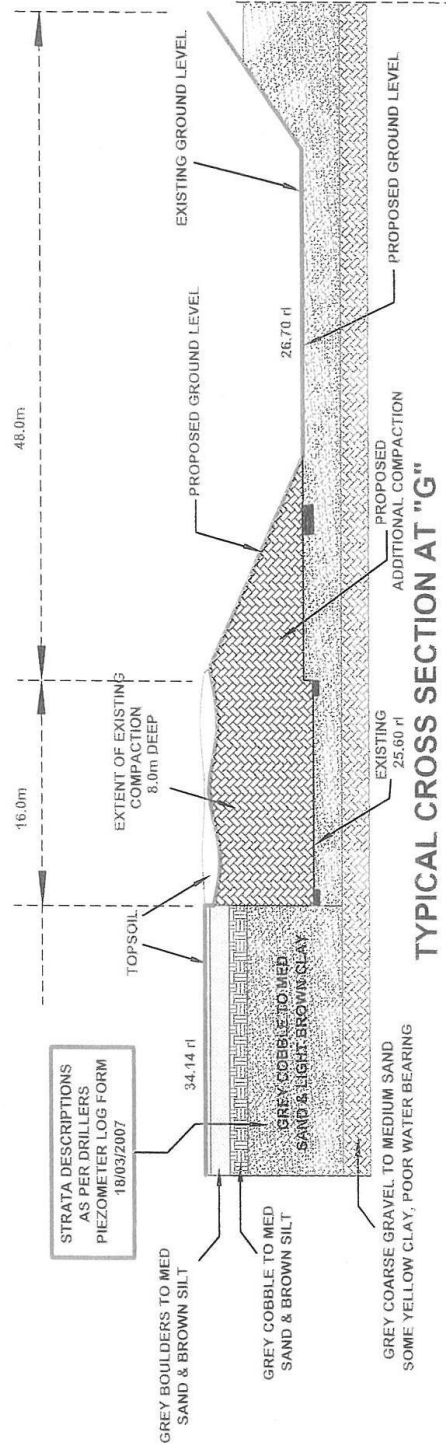 16.0m
48.0m
STRATA DESCRIPTIONS
AS PER DRILLERS
PIEZOMETER LOG FORM
18/03/2007
TOPSOIL
EXTENT OF EXISTING
COMPACTION
8.0m DEEP
PROPOSED GROUND LEVEL
EXISTING GROUND LEVEL
34.14 rl
26.70 rl
GREY BOULDERS TO MED
SAND & BROWN SILT
GREY COBBLE TO MED
SAND & BROWN SILT
GREY COBBLE TO MED
SAND & LIGHT BROWN CLAY
GREY COARSE GRAVEL TO MEDIUM SAND
SOME YELLOW CLAY, POOR WATER BEARING
EXISTING
25.60 rl
PROPOSED
ADDITIONAL COMPACTION
PROPOSED GROUND LEVEL
TYPICAL CROSS SECTION AT "G"